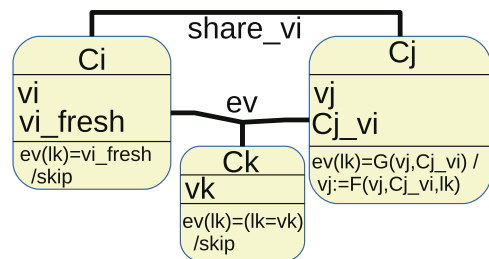 share_vi
Ci
vi
vi_fresh
ev(lk)=vi_fresh
/skip
ev
Ck
vk
ev(lk)=(lk=vk)
/skip
Cj
vj
Cj_vi
ev(lk)=G(vj,Cj_vi) /
vj:=F(vj,Cj_vi,lk)